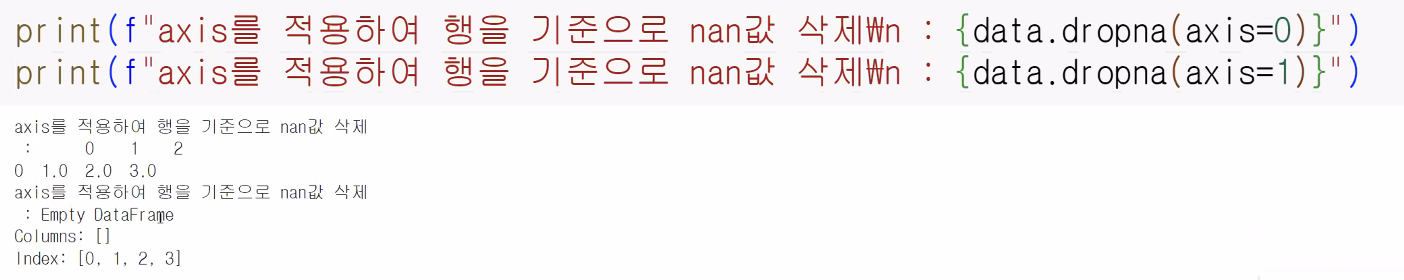 print(f"axis를 적용하여 행을 기준으로 nan값 삭제₩n : {data.dropna(axis=0)}")
print(f"axis를 적용하여 행을 기준으로 nan값 삭제₩n : {data.dropna(axis=1)}")
axis를 적용하여 행을 기준으로 nan값 삭제
 :      0    1    2
0  1.0  2.0  3.0
axis를 적용하여 행을 기준으로 nan값 삭제
 : Empty DataFrame
Columns: []
Index: [0, 1, 2, 3]